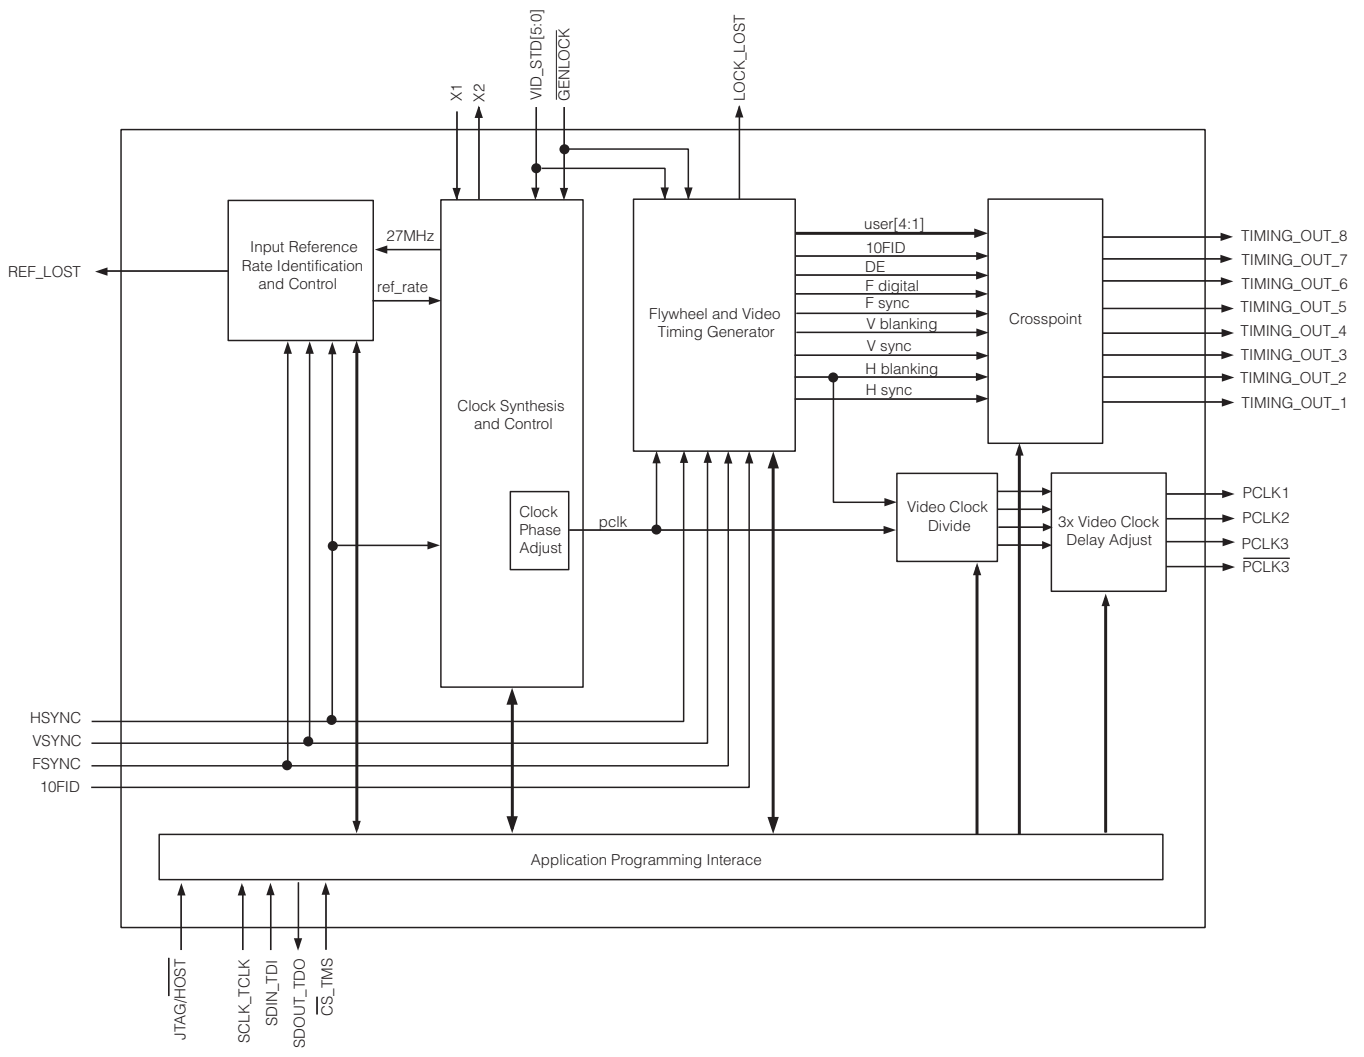 X1
X2
VID_STD[5:0]
GENLOCK
LOCK_LOST
REF_LOST
Input Reference
Rate Identification
and Control
27MHz
ref_rate
Clock Synthesis
and Control
Clock
Phase
Adjust
pclk
Flywheel and Video
Timing Generator
user[4:1]
10FID
DE
F digital
F sync
V blanking
V sync
H blanking
H sync
Crosspoint
TIMING_OUT_8
TIMING_OUT_7
TIMING_OUT_6
TIMING_OUT_5
TIMING_OUT_4
TIMING_OUT_3
TIMING_OUT_2
TIMING_OUT_1
Video Clock
Divide
3x Video Clock
Delay Adjust
PCLK1
PCLK2
PCLK3
PCLK3
HSYNC
VSYNC
FSYNC
10FID
Application Programming Interace
JTAG/HOST
SCLK_TCLK
SDIN_TDI
SDOUT_TDO
CS_TMS